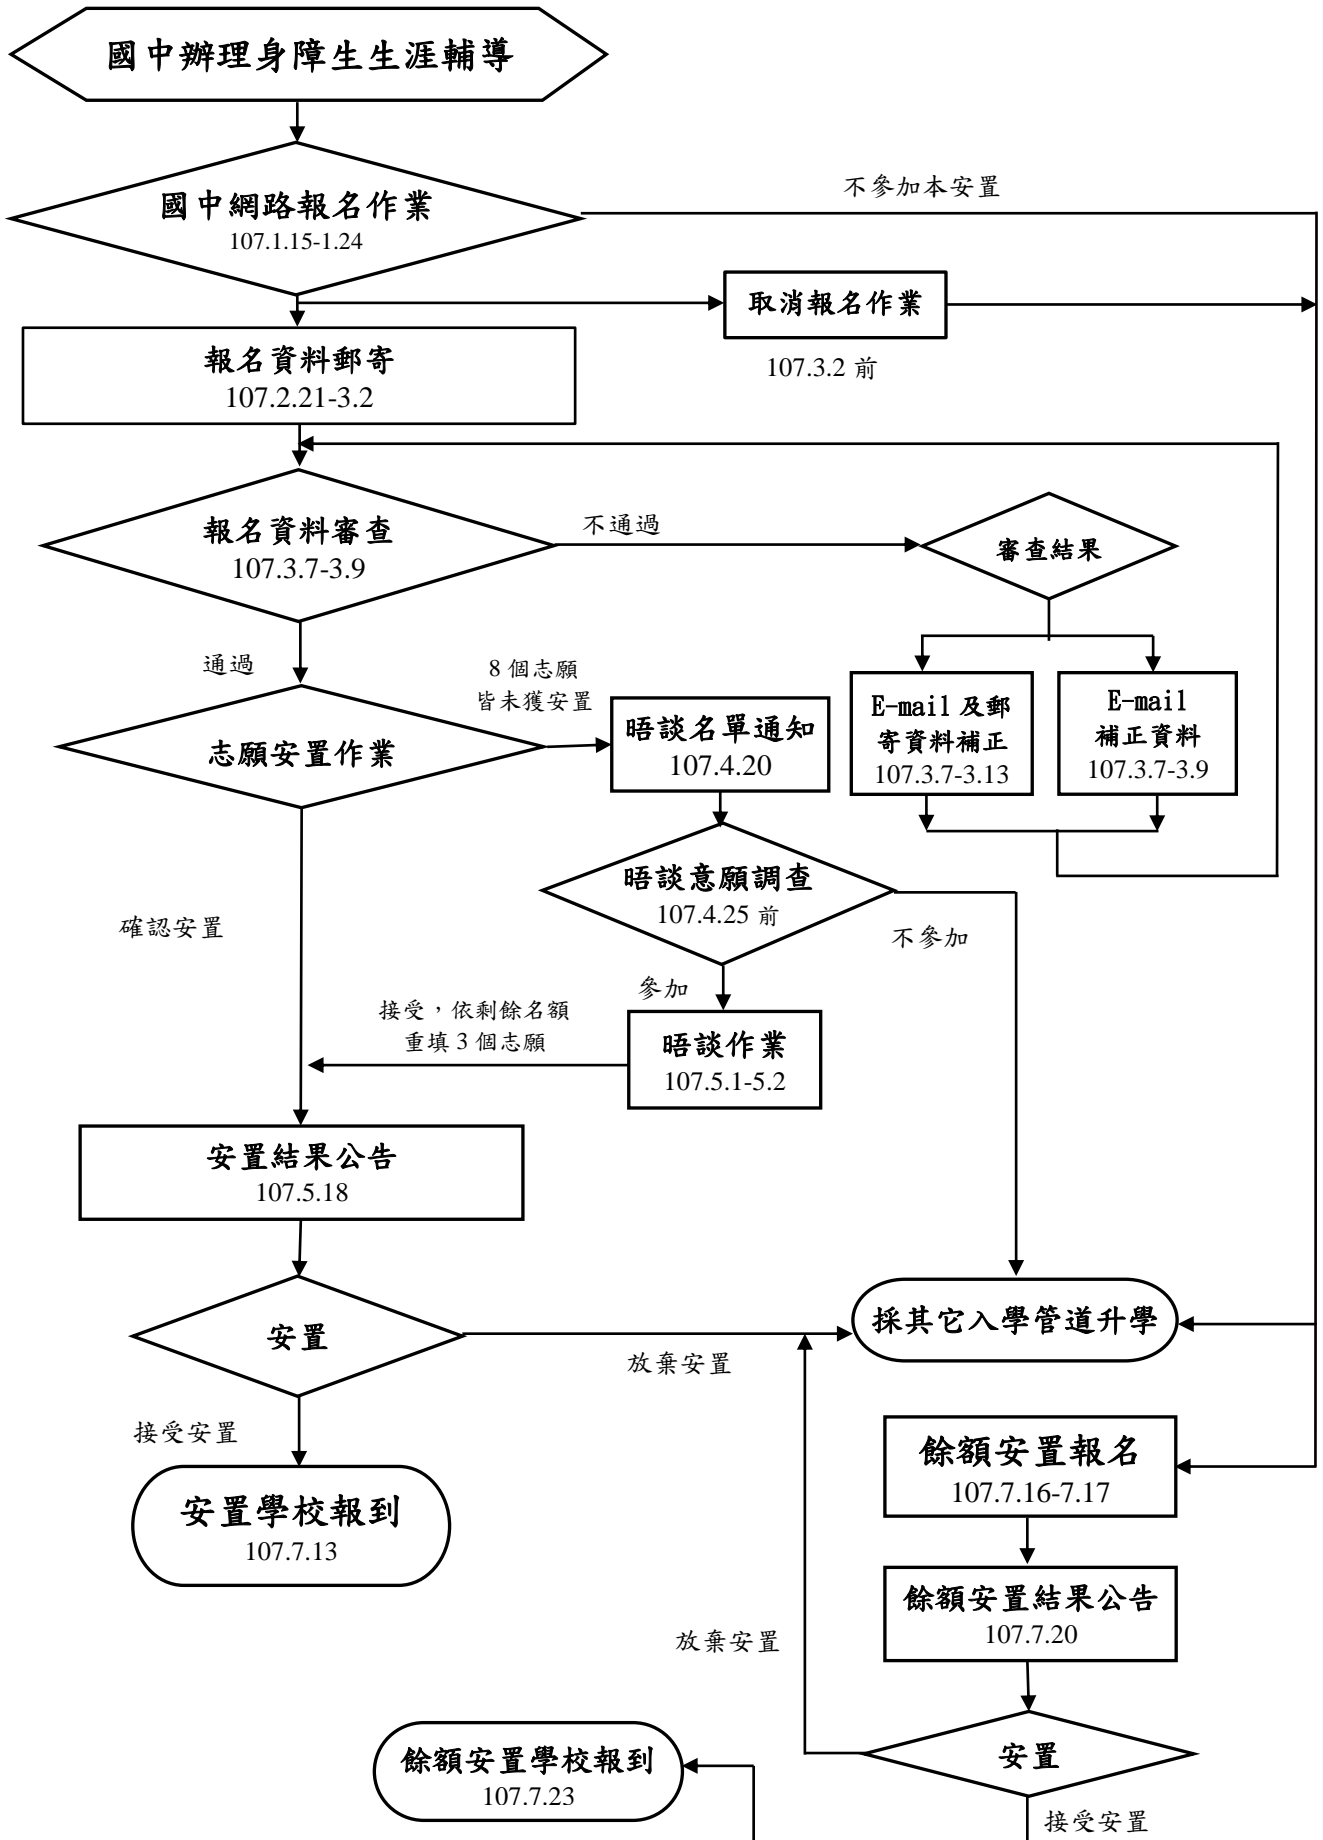 國中辦理身障生生涯輔導
國中網路報名作業
107.1.15-1.24
不參加本安置
取消報名作業
107.3.2 前
報名資料郵寄
107.2.21-3.2
報名資料審查
107.3.7-3.9
不通過
審查結果
通過
8 個志願
皆未獲安置
志願安置作業
晤談名單通知
107.4.20
E-mail 及郵
寄資料補正
107.3.7-3.13
E-mail
補正資料
107.3.7-3.9
晤談意願調查
107.4.25 前
確認安置
不參加
參加
接受，依剩餘名額
重填 3 個志願
晤談作業
107.5.1-5.2
安置結果公告
107.5.18
安置
放棄安置
採其它入學管道升學
接受安置
安置學校報到
107.7.13
餘額安置報名
107.7.16-7.17
餘額安置結果公告
107.7.20
放棄安置
安置
餘額安置學校報到
107.7.23
接受安置